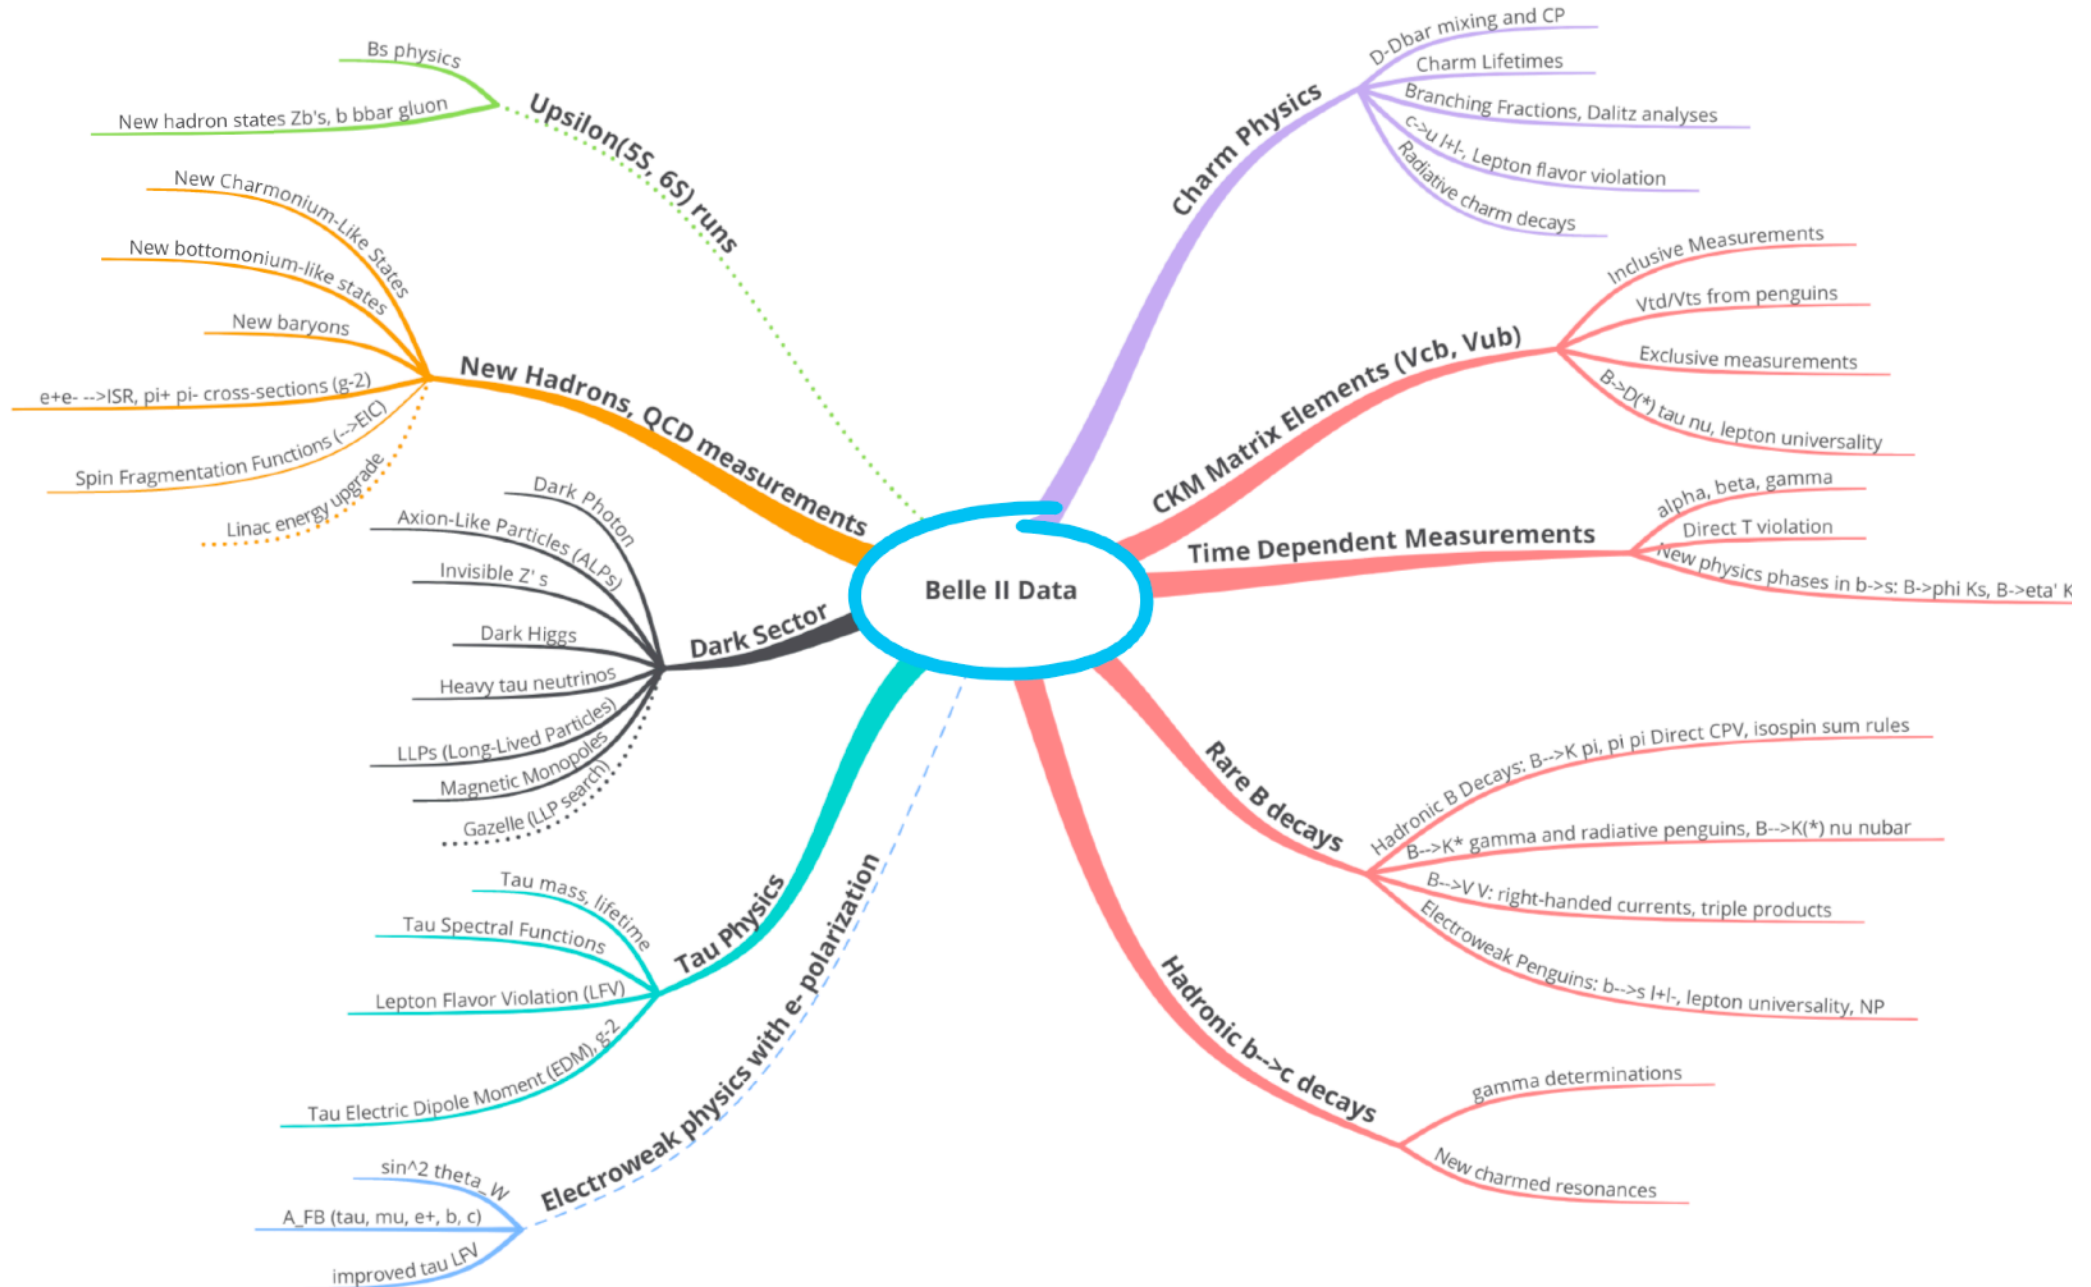 Belle II Data
Charm Physics
D-Dbar mixing and CP
Charm Lifetimes
Branching Fractions, Dalitz analyses
c->u l+l-, Lepton flavor violation
Radiative charm decays
CKM Matrix Elements (Vcb, Vub)
Inclusive Measurements
Vtd/Vts from penguins
Exclusive measurements
B->D(*) tau nu, lepton universality
Time Dependent Measurements
alpha, beta, gamma
Direct T violation
New physics phases in b->s: B->phi Ks, B->eta' K
Rare B decays
Hadronic B Decays: B-->K pi, pi pi Direct CPV, isospin sum rules
B-->K* gamma and radiative penguins, B-->K(*) nu nubar
B-->V V: right-handed currents, triple products
Electroweak Penguins: b-->s l+l-, lepton universality, NP
Hadronic b-->c decays
gamma determinations
New charmed resonances
Upsilon(5S, 6S) runs
Bs physics
New hadron states Zb's, b bbar gluon
New Hadrons, QCD measurements
New Charmonium-Like States
New bottomonium-like states
New baryons
e+e- -->ISR, pi+ pi- cross-sections (g-2)
Spin Fragmentation Functions (-->EIC)
Linac energy upgrade
Dark Sector
Dark Photon
Axion-Like Particles (ALPs)
Invisible Z' s
Dark Higgs
Heavy tau neutrinos
LLPs (Long-Lived Particles)
Magnetic Monopoles
Gazelle (LLP search)
Tau Physics
Tau mass, lifetime
Tau Spectral Functions
Lepton Flavor Violation (LFV)
Tau Electric Dipole Moment (EDM), g-2
Electroweak physics with e- polarization
sin^2 theta_W
A_FB (tau, mu, e+, b, c)
improved tau LFV